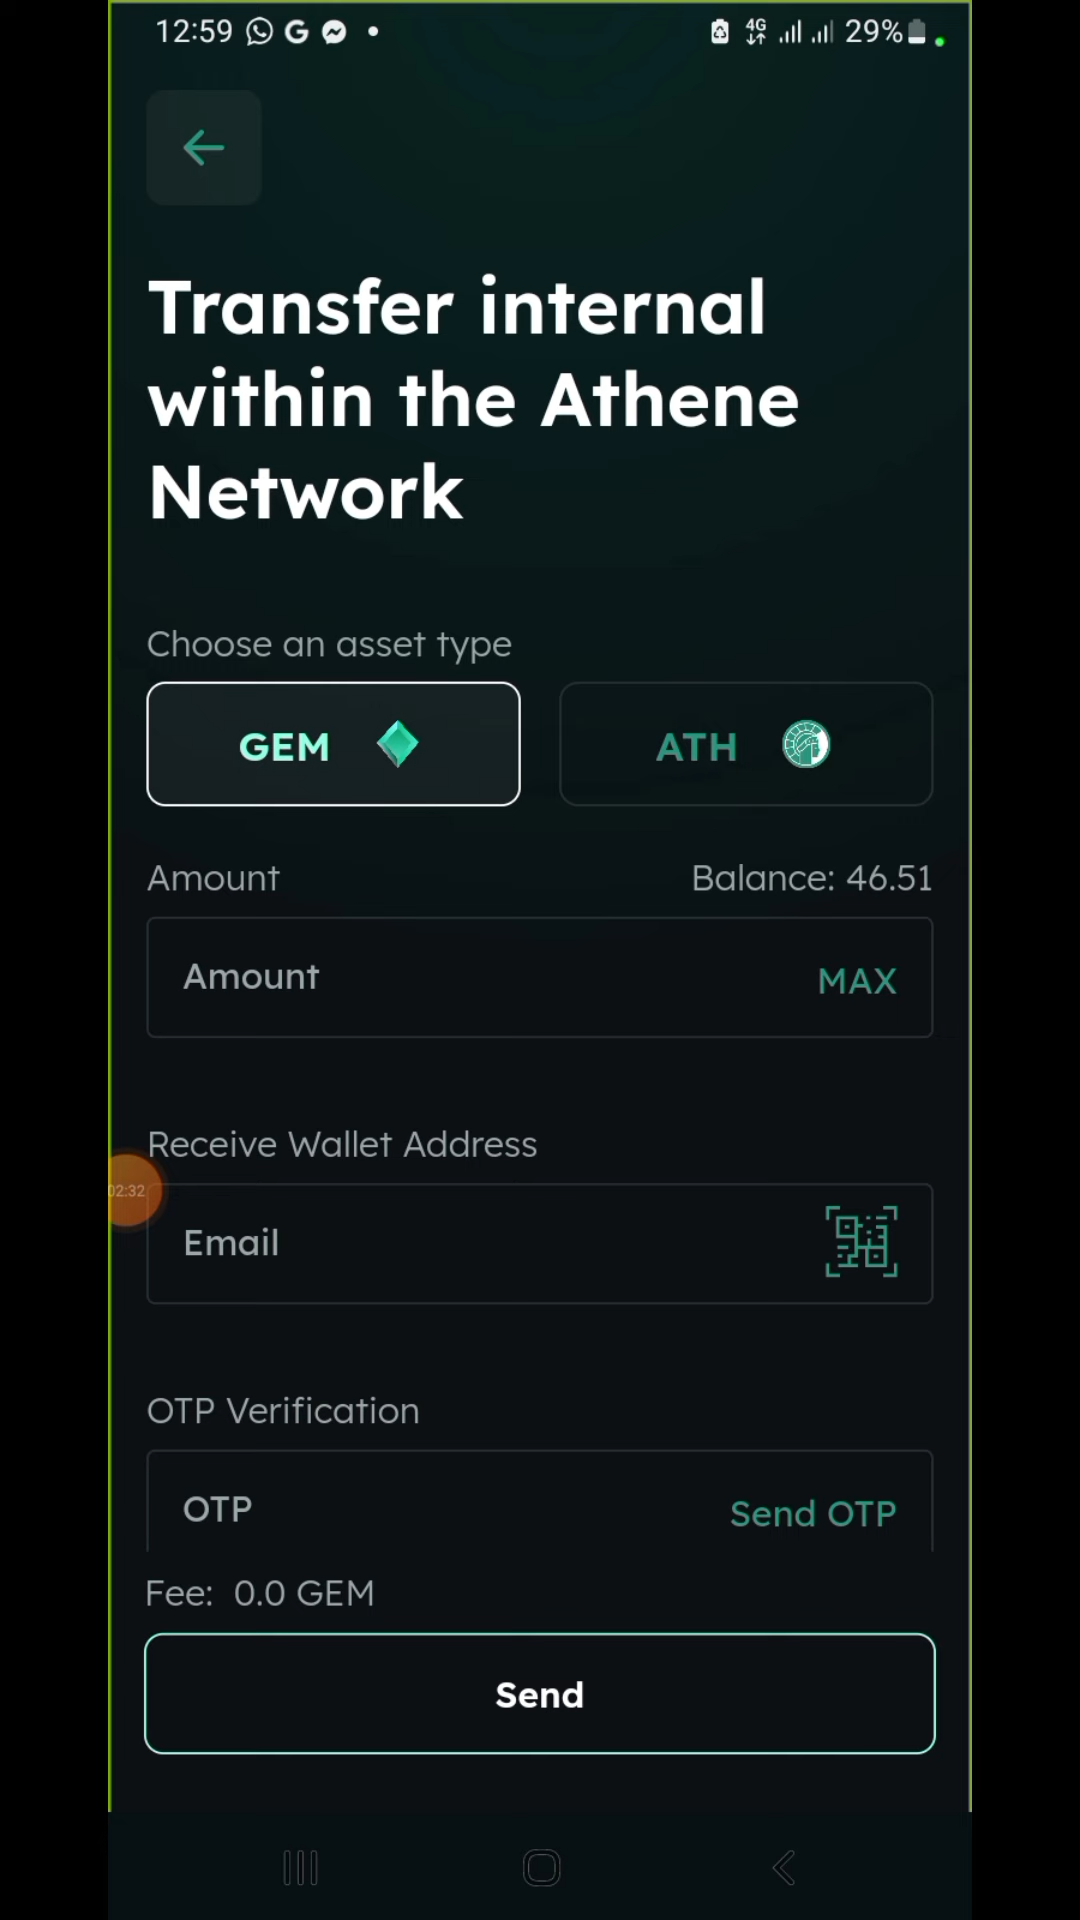 12:59
4G
29%
Transfer internal
within the Athene
Network
Choose an asset type
GEM
ATH
Amount
Balance: 46.51
Amount
MAX
Receive Wallet Address
02:32
Email
OTP Verification
OTP
Send OTP
Fee: 0.0 GEM
Send